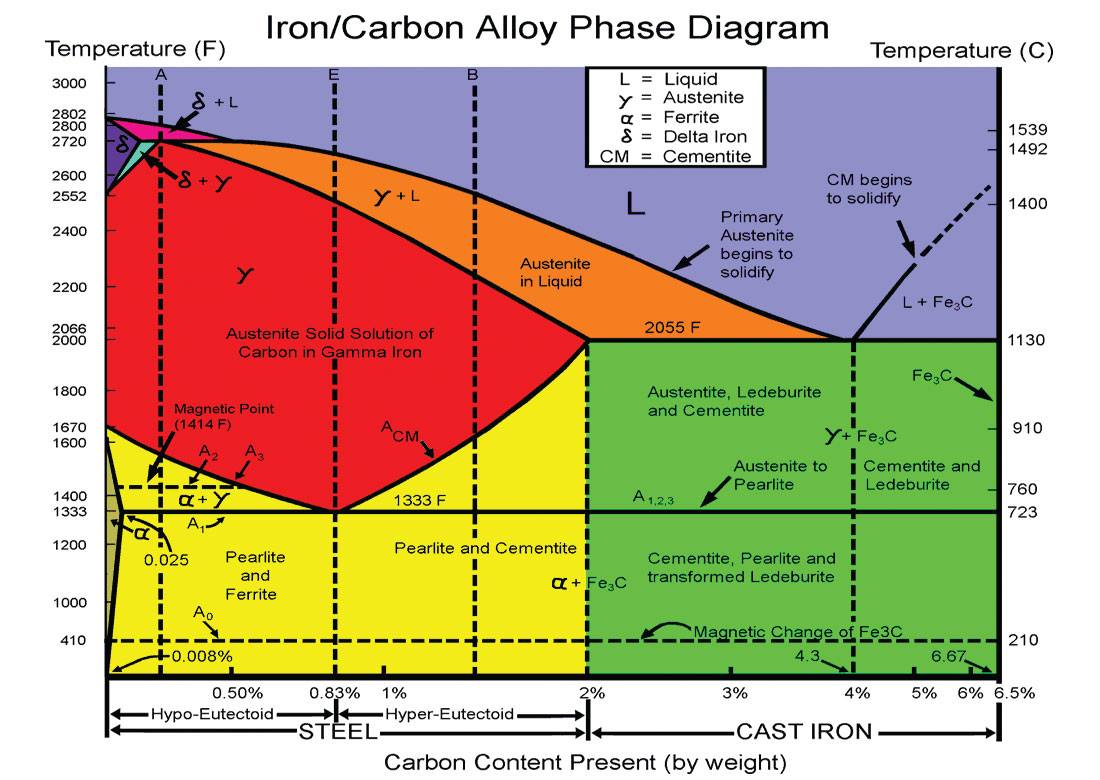 Iron/Carbon Alloy Phase Diagram
Temperature (F)
Temperature (C)
3000
2802
2800
2720
2600
2552
2400
2200
2066
2000
1800
1670
1600
1400
1333
1200
1000
410
A
E
B
L = Liquid
γ = Austenite
α = Ferrite
δ = Delta Iron
CM = Cementite
1539
1492
1400
1130
910
760
723
210
δ + L
δ
δ + γ
γ + L
L
CM begins
to solidify
Primary
Austenite
begins to
solidify
Austenite
in Liquid
L + Fe₃C
γ
2055 F
Austenite Solid Solution of
Carbon in Gamma Iron
Fe₃C
Austentite, Ledeburite
and Cementite
Magnetic Point
(1414 F)
A₂
A₃
A CM
γ + Fe₃C
Austenite to
Pearlite
Cementite and
Ledeburite
α + γ
1333 F
A 1,2,3
A₁
α
0.025
Pearlite
and
Ferrite
Pearlite and Cementite
α + Fe₃C
Cementite, Pearlite and
transformed Ledeburite
A₀
Magnetic Change of Fe3C
0.008%
4.3
6.67
0.50%
0.83%
1%
2%
3%
4%
5%
6%
6.5%
Hypo-Eutectoid
Hyper-Eutectoid
STEEL
CAST IRON
Carbon Content Present (by weight)